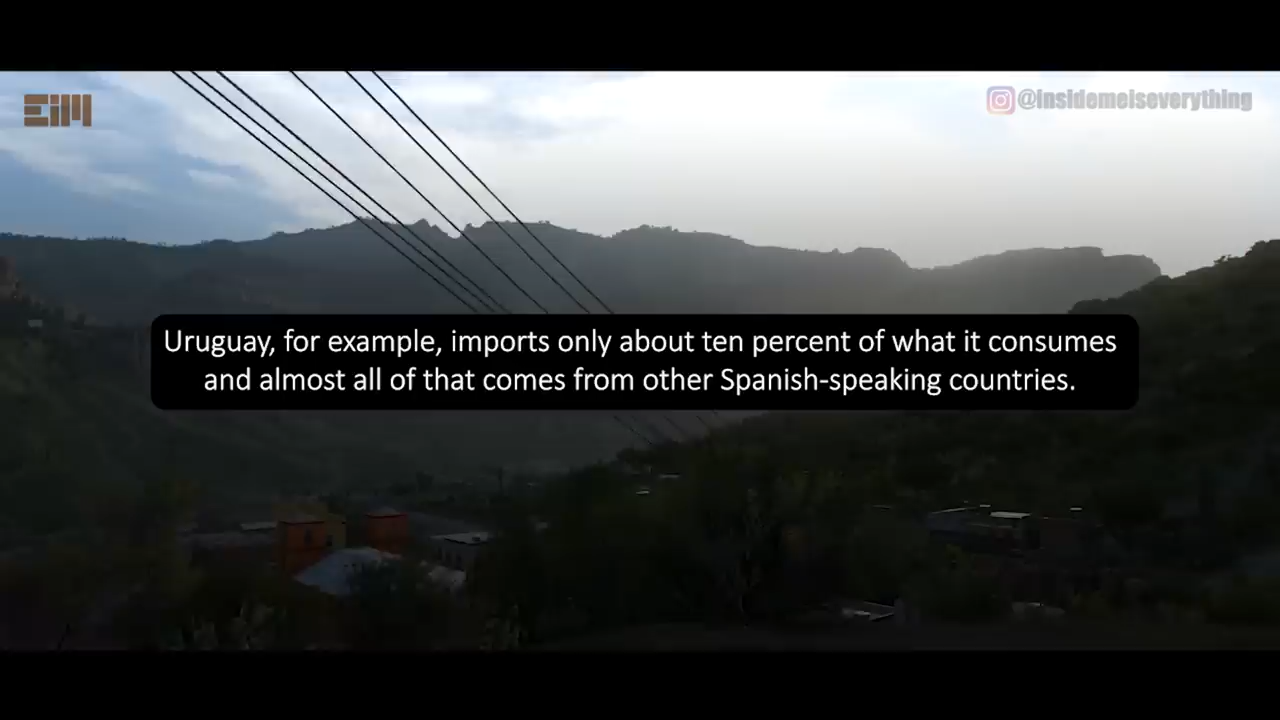 EIM
@insidemeiseverything
Uruguay, for example, imports only about ten percent of what it consumes
and almost all of that comes from other Spanish-speaking countries.